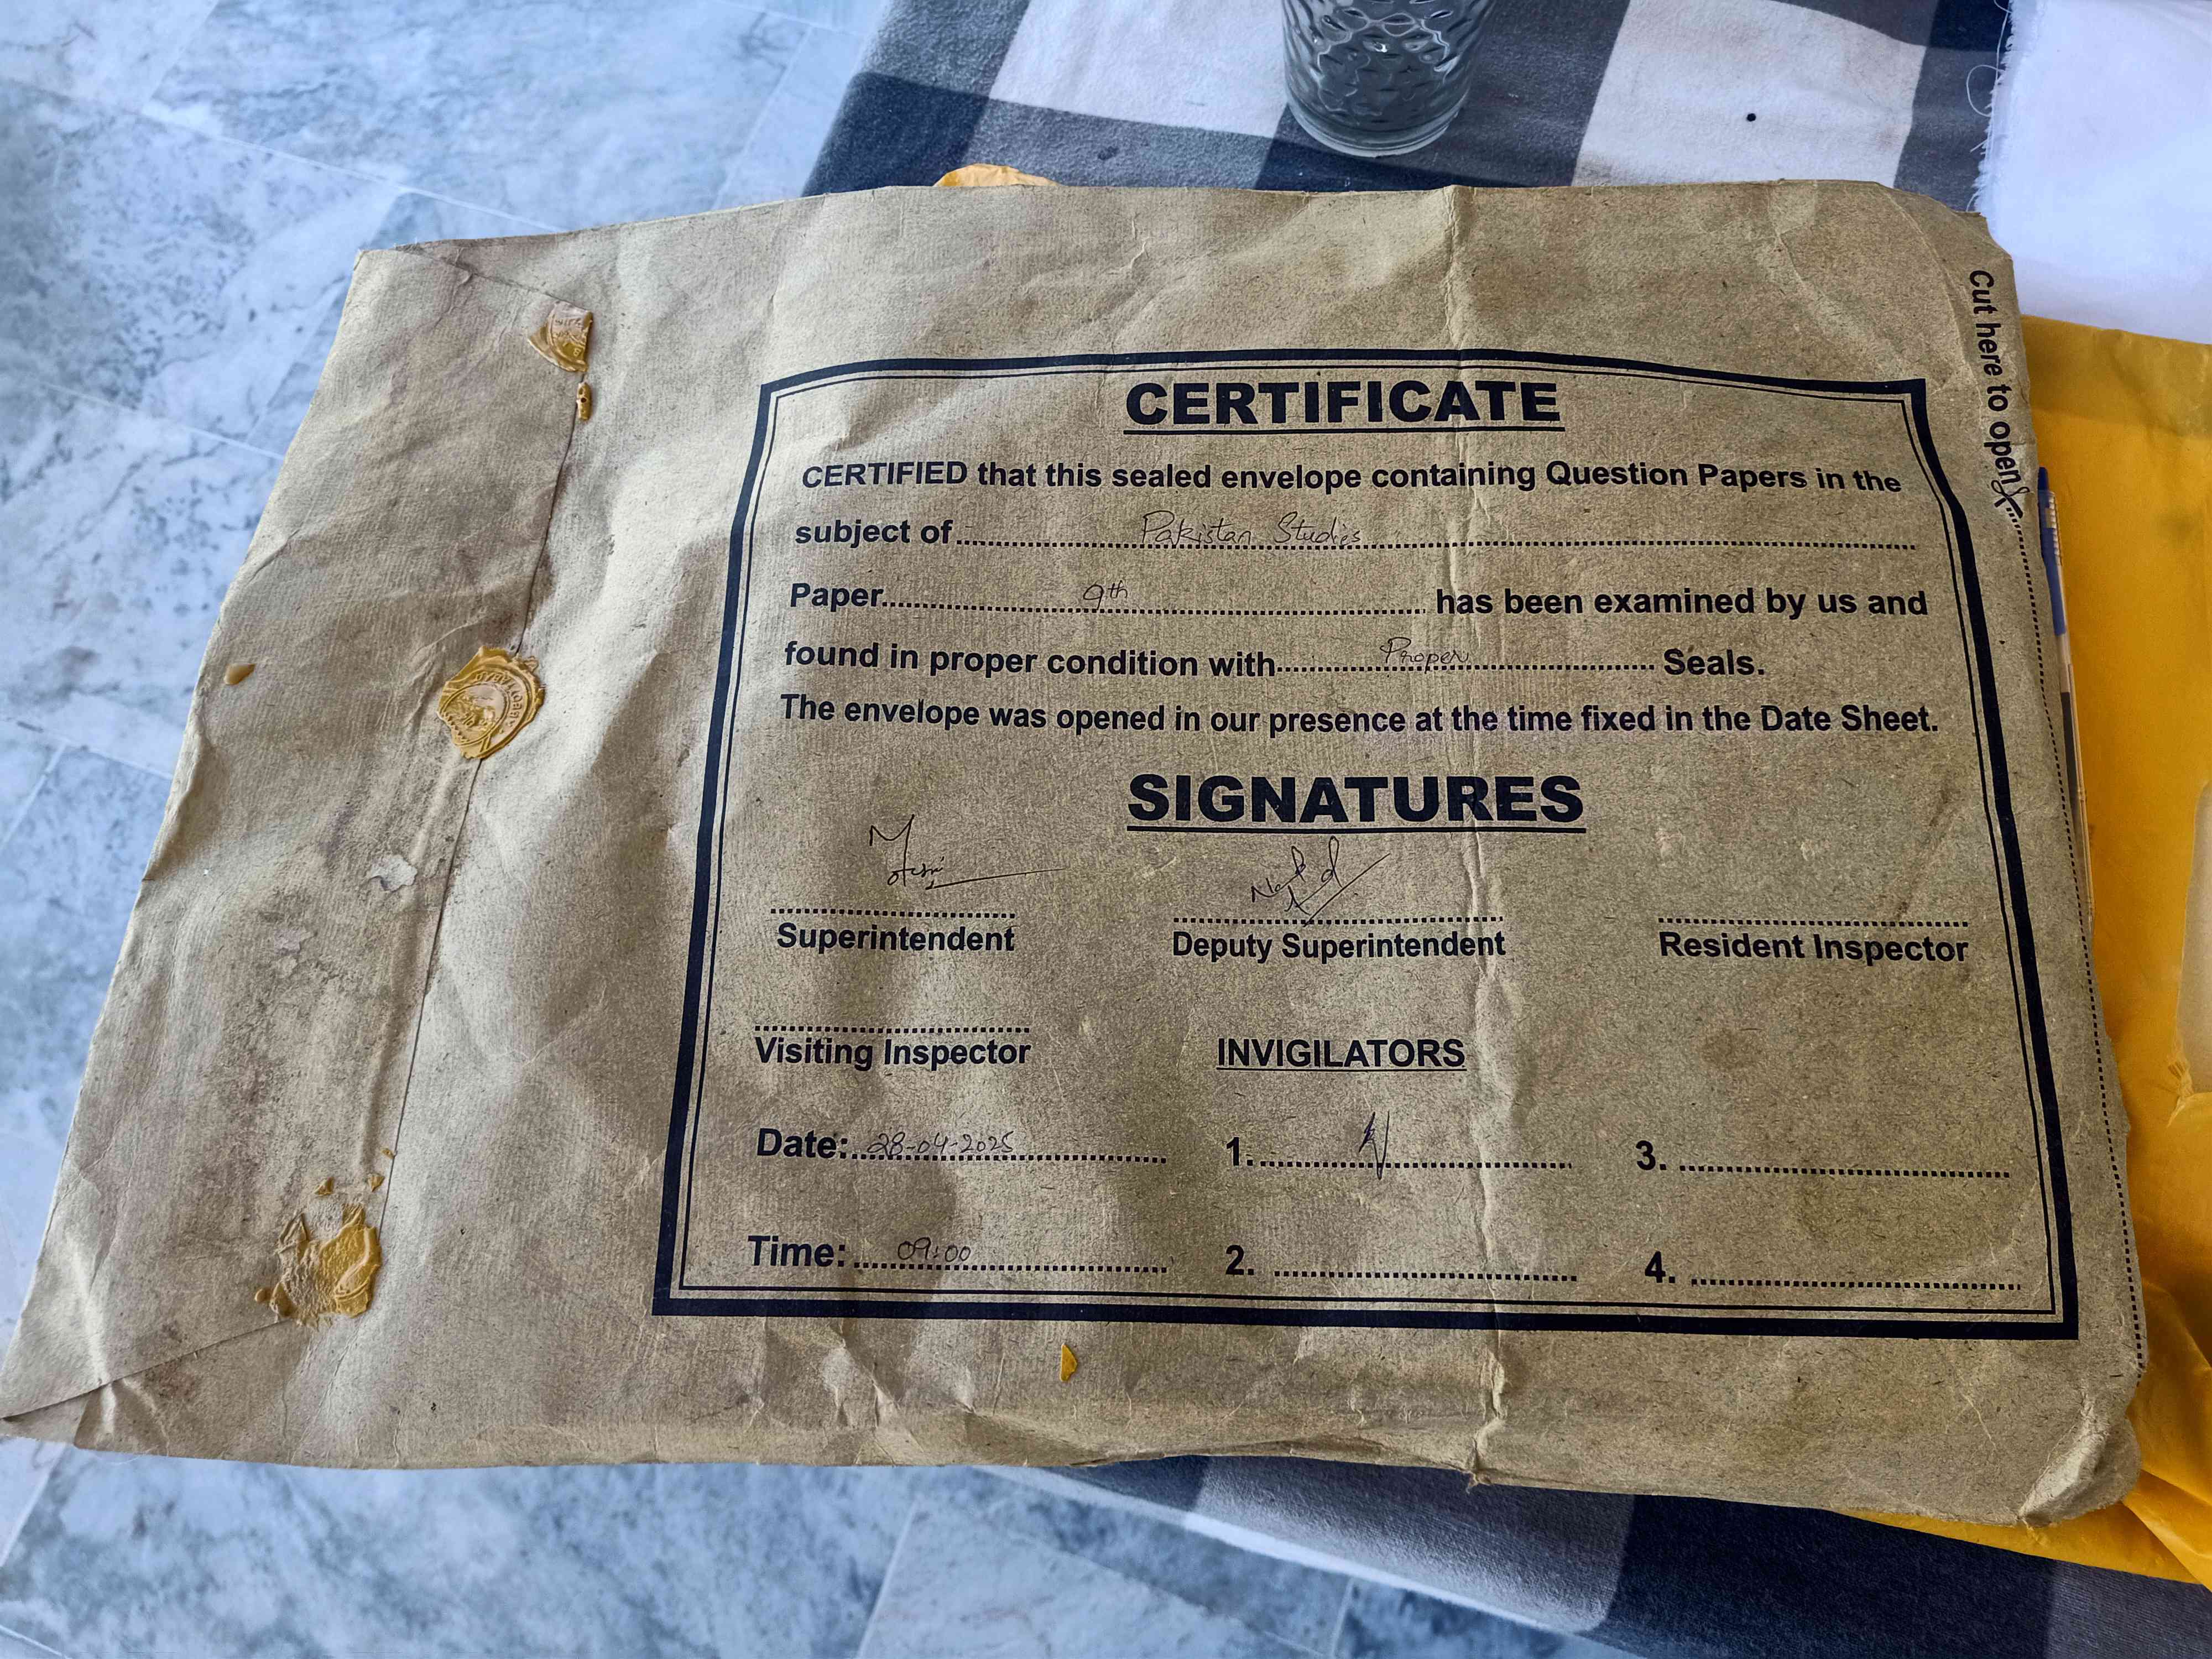 Cut here to open
CERTIFICATE
CERTIFIED that this sealed envelope containing Question Papers in the
subject of Pakistan Studies
Paper 9th has been examined by us and
found in proper condition with Proper Seals.
The envelope was opened in our presence at the time fixed in the Date Sheet.
SIGNATURES
Superintendent Deputy Superintendent Resident Inspector
Visiting Inspector INVIGILATORS
Date: 28-04-2025 1. 3.
Time: 09:00 2. 4.